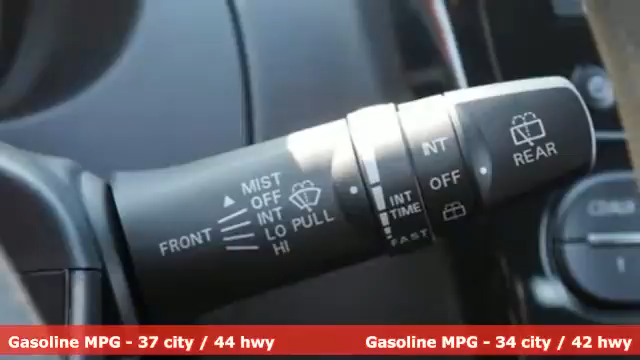 MIST
OFF
INT
LO PULL
HI
FRONT
INT
TIME
FAST
INT
OFF
REAR
1
Gasoline MPG - 37 city / 44 hwy
Gasoline MPG - 34 city / 42 hwy